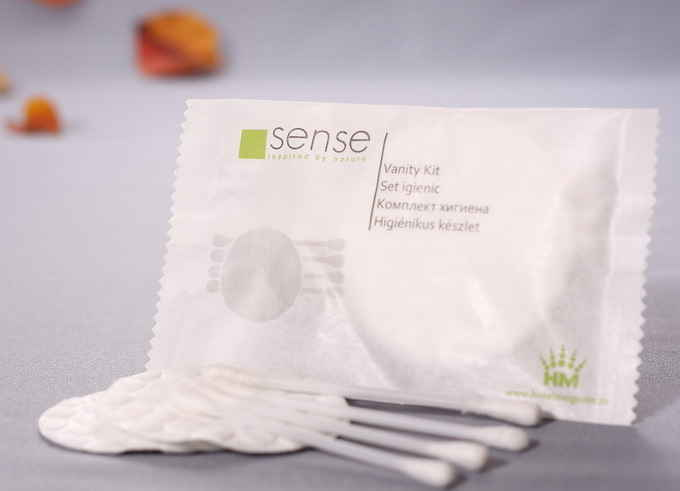 sense
inspired by nature
Vanity Kit
Set igienic
Комплект хигиена
Higiénikus készlet
HM